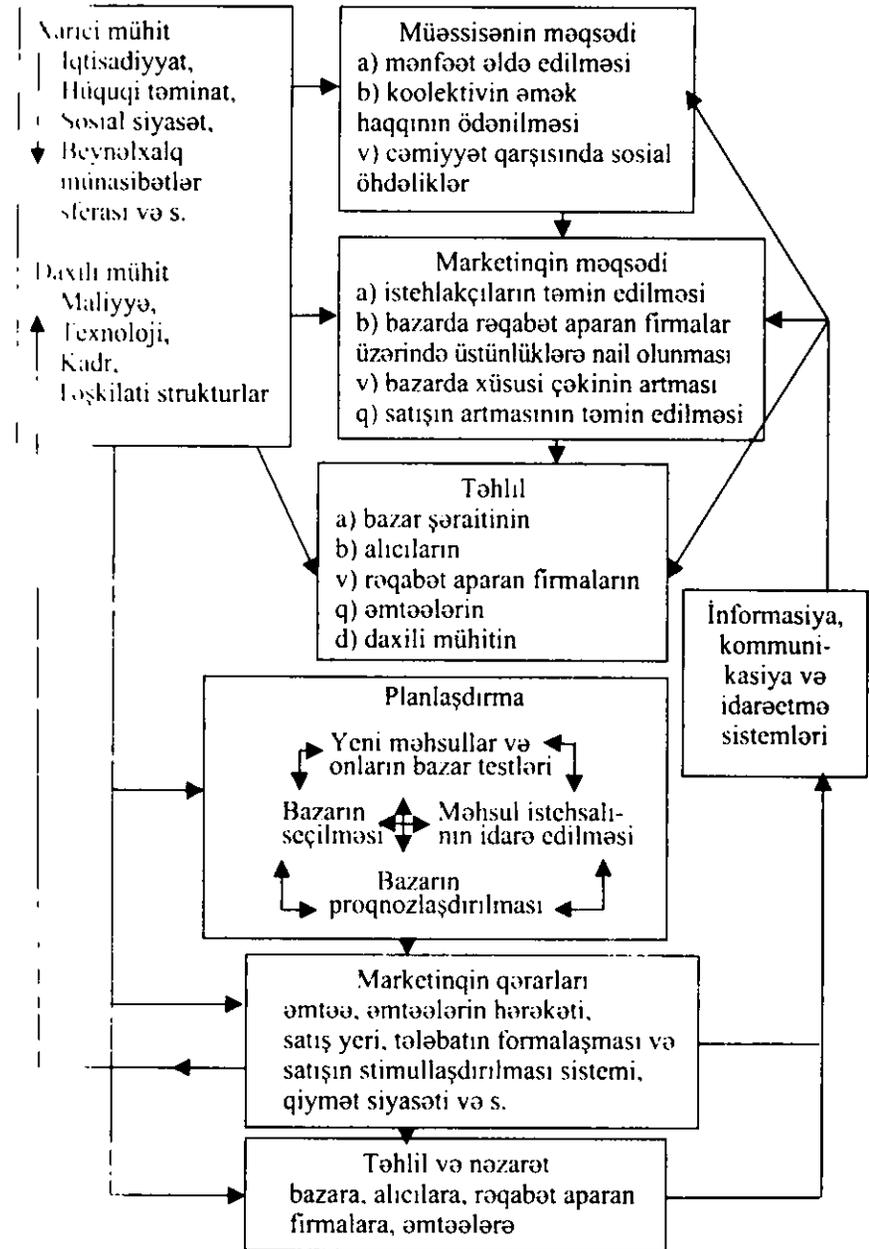 Xarici mühit
İqtisadiyyat,
Hüquqi təminat,
Sosial siyasət,
Beynəlxalq
münasibətlər
sferası və s.
Daxili mühit
Maliyyə,
Texnoloji,
Kadr,
Təşkilati strukturlar
Müəssisənin məqsədi
a) mənfəət əldə edilməsi
b) koolektivin əmək
haqqının ödənilməsi
v) cəmiyyət qarşısında sosial
öhdəliklər
Marketinqin məqsədi
a) istehlakçıların təmin edilməsi
b) bazarda rəqabət aparan firmalar
üzərində üstünlüklərə nail olunması
v) bazarda xüsusi çəkinin artması
q) satışın artmasının təmin edilməsi
Təhlil
a) bazar şəraitinin
b) alıcıların
v) rəqabət aparan firmaların
q) əmtəələrin
d) daxili mühitin
İnformasiya,
kommuni-
kasiya və
idarəetmə
sistemləri
Planlaşdırma
Yeni məhsullar və
onların bazar testləri
Bazarın
seçilməsi
Məhsul istehsalı-
nın idarə edilməsi
Bazarın
proqnozlaşdırılması
Marketinqin qərarları
əmtəə, əmtəələrin hərəkəti,
satış yeri, tələbatın formalaşması və
satışın stimullaşdırılması sistemi,
qiymət siyasəti və s.
Təhlil və nəzarət
bazara, alıcılara, rəqabət aparan
firmalara, əmtəələrə